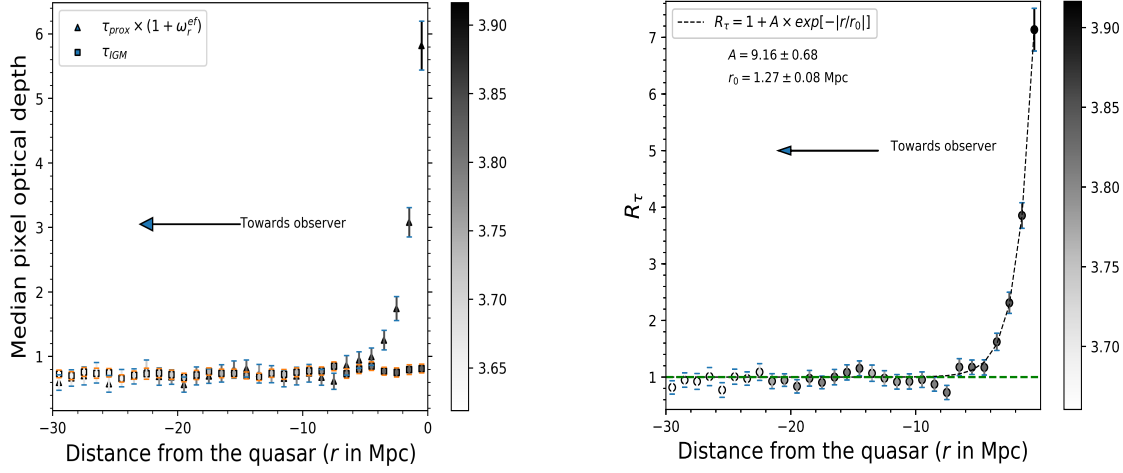 τprox × (1 + ωr^ef)
τIGM
Median pixel optical depth
6
5
4
3
2
1
Towards observer
−30
−20
−10
0
Distance from the quasar (r in Mpc)
3.90
3.85
3.80
3.75
3.70
3.65
Rτ = 1 + A × exp[−|r/r0|]
A = 9.16 ± 0.68
r0 = 1.27 ± 0.08 Mpc
Rτ
7
6
5
4
3
2
1
Towards observer
−30
−20
−10
Distance from the quasar (r in Mpc)
3.90
3.85
3.80
3.75
3.70